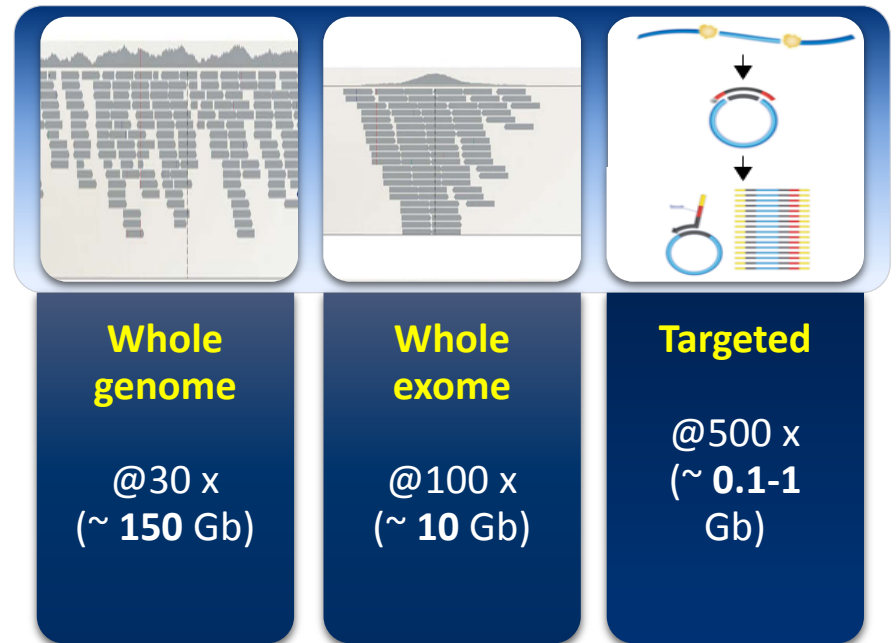 Whole
genome
@30 x
(~ 150 Gb)
Whole
exome
@100 x
(~ 10 Gb)
Targeted
@500 x
(~ 0.1-1
Gb)